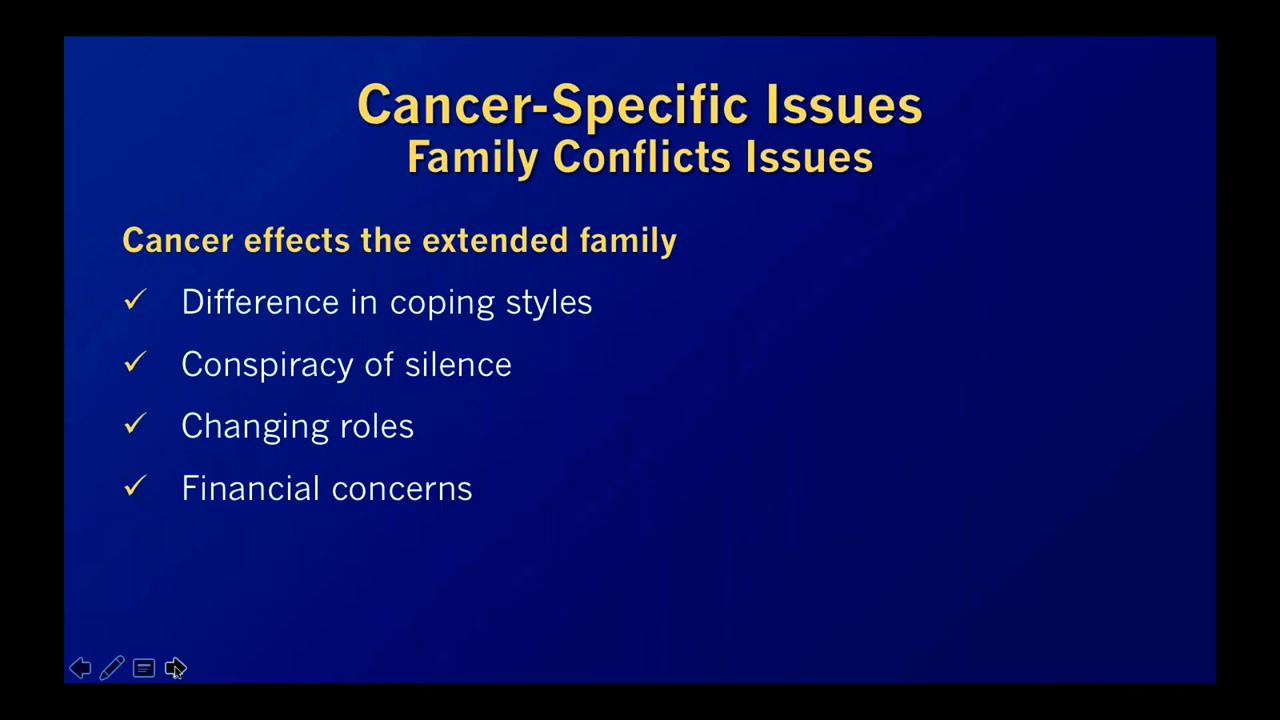 Cancer-Specific Issues
Family Conflicts Issues
Cancer effects the extended family
✓ Difference in coping styles
✓ Conspiracy of silence
✓ Changing roles
✓ Financial concerns